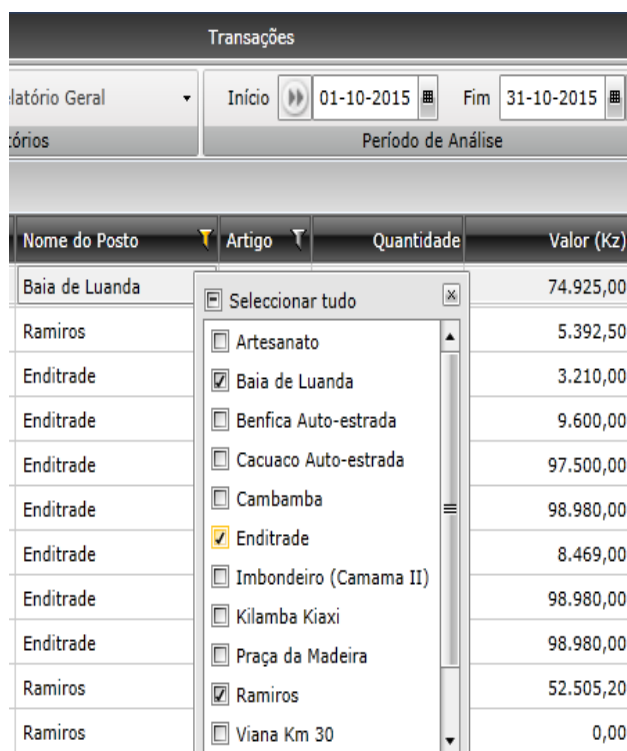 Transações
elatório Geral Início 01-10-2015 Fim 31-10-2015
tórios Período de Análise
Nome do Posto Artigo Quantidade Valor (Kz)
Baia de Luanda 74.925,00
Ramiros 5.392,50
Enditrade 3.210,00
Enditrade 9.600,00
Enditrade 97.500,00
Enditrade 98.980,00
Enditrade 8.469,00
Enditrade 98.980,00
Enditrade 98.980,00
Ramiros 52.505,20
Ramiros 0,00
Seleccionar tudo
Artesanato
Baia de Luanda
Benfica Auto-estrada
Cacuaco Auto-estrada
Cambamba
Enditrade
Imbondeiro (Camama II)
Kilamba Kiaxi
Praça da Madeira
Ramiros
Viana Km 30